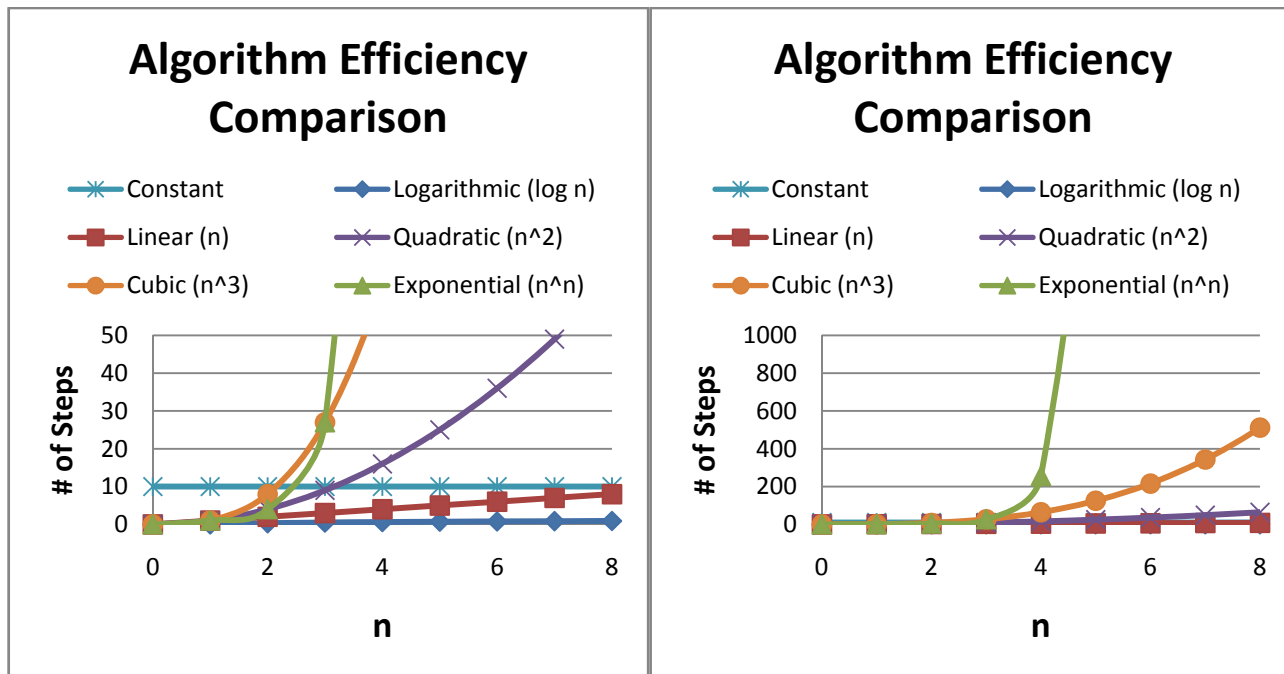 Algorithm Efficiency
Comparison
Constant
Logarithmic (log n)
Linear (n)
Quadratic (n^2)
Cubic (n^3)
Exponential (n^n)
50
40
30
20
10
0
# of Steps
0 2 4 6 8
n
Algorithm Efficiency
Comparison
Constant
Logarithmic (log n)
Linear (n)
Quadratic (n^2)
Cubic (n^3)
Exponential (n^n)
1000
800
600
400
200
0
# of Steps
0 2 4 6 8
n